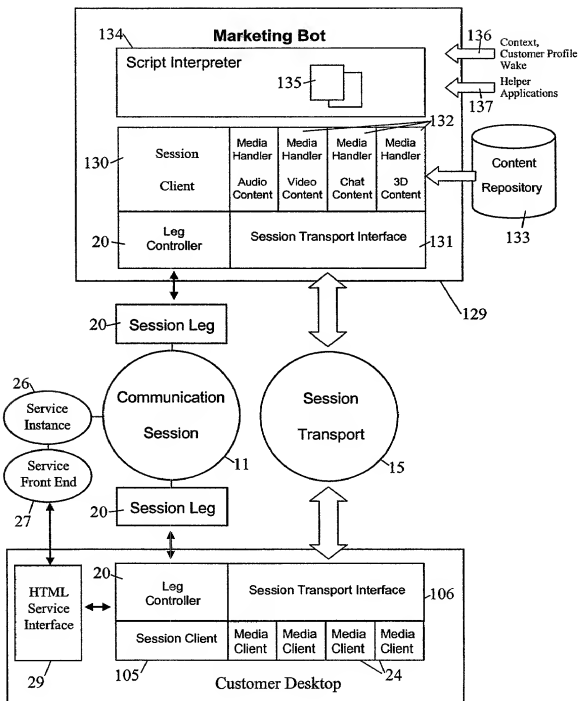 Marketing Bot
134
Script Interpreter
135
136
Context,
Customer Profile
Wake
137
Helper
Applications
132
130
Session
Client
Media
Handler
Audio
Content
Media
Handler
Video
Content
Media
Handler
Chat
Content
Media
Handler
3D
Content
Content
Repository
133
20
Leg
Controller
Session Transport Interface
131
129
20
Session Leg
26
Service
Instance
Communication
Session
11
Session
Transport
15
Service
Front End
27
20
Session Leg
HTML
Service
Interface
29
20
Leg
Controller
Session Transport Interface
106
Session Client
105
Media
Client
Media
Client
Media
Client
Media
Client
24
Customer Desktop